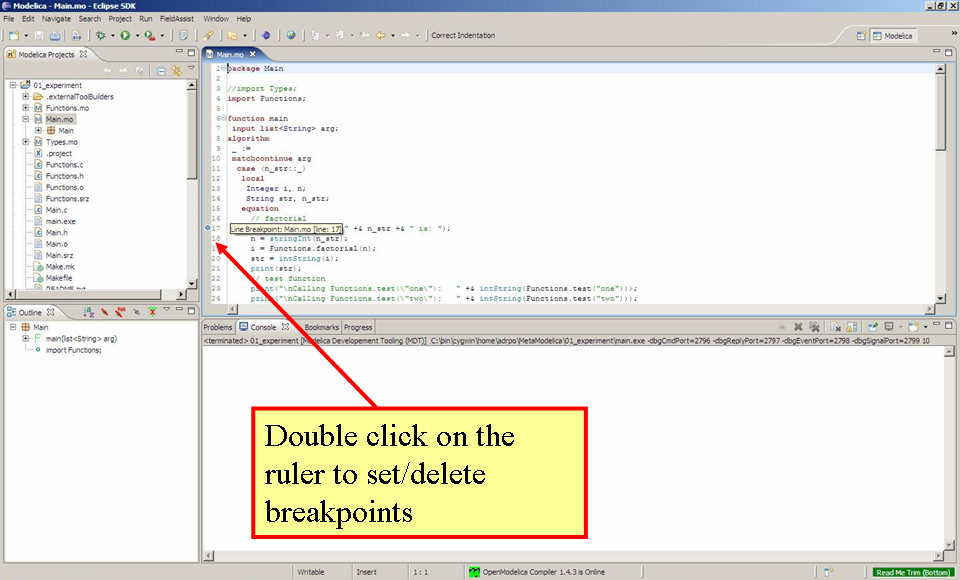 Modelica - Main.mo - Eclipse SDK
File Edit Navigate Search Project Run FieldAssist Window Help
Correct Indentation
Modelica
Modelica Projects
01_experiment
.externalToolBuilders
Functions.mo
Main.mo
Main
Types.mo
.project
Functions.c
Functions.h
Functions.o
Functions.srz
Main.c
main.exe
Main.h
Main.o
Main.srz
Make.mk
Makefile
README.txt
Outline
Main
main(list<String> arg)
import Functions;
Main.mo
1 package Main
2
3 //import Types;
4 import Functions;
5
6 function main
7 input list<String> arg;
8 algorithm
9 _ :=
10 matchcontinue arg
11 case (n_str::_)
12 local
13 Integer i, n;
14 String str, n_str;
15 equation
16 // factorial
17 Line Breakpoint: Main.mo [line: 17] " +& n_str +& " is: ");
18 n = stringInt(n_str);
19 i = Functions.factorial(n);
20 str = intString(i);
21 print(str);
22 // test function
23 print("\nCalling Functions.test(\"one\"): " +& intString(Functions.test("one")));
24 print("\nCalling Functions.test(\"two\"): " +& intString(Functions.test("two")));
Problems Console Bookmarks Progress
<terminated> 01_experiment [Modelica Developement Tooling (MDT)] C:\bin\cygwin\home\adrpo\MetaModelica\01_experiment\main.exe -dbgCmdPort=2796 -dbgReplyPort=2797 -dbgEventPort=2798 -dbgSignalPort=2799 10
Double click on the
ruler to set/delete
breakpoints
Writable Insert 1 : 1 OpenModelica Compiler 1.4.3 is Online Read Me Trim (Bottom)